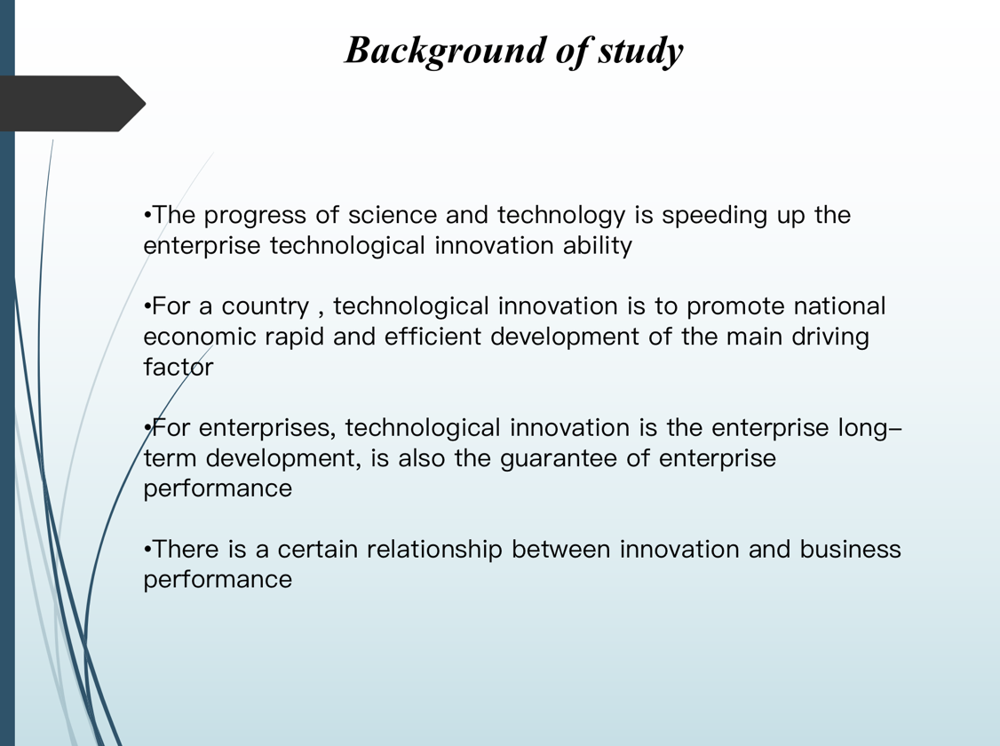 Background of study
•The progress of science and technology is speeding up the
enterprise technological innovation ability
•For a country , technological innovation is to promote national
economic rapid and efficient development of the main driving
factor
•For enterprises, technological innovation is the enterprise long-
term development, is also the guarantee of enterprise
performance
•There is a certain relationship between innovation and business
performance